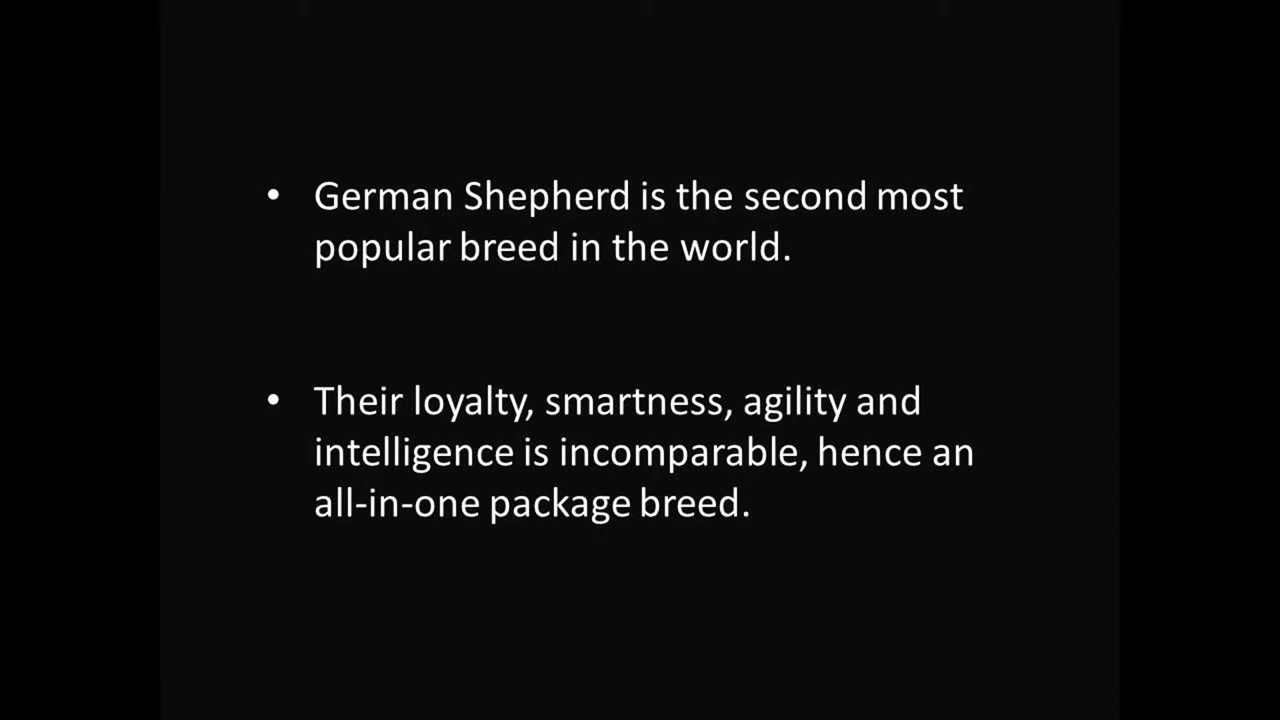 • German Shepherd is the second most
popular breed in the world.
• Their loyalty, smartness, agility and
intelligence is incomparable, hence an
all-in-one package breed.